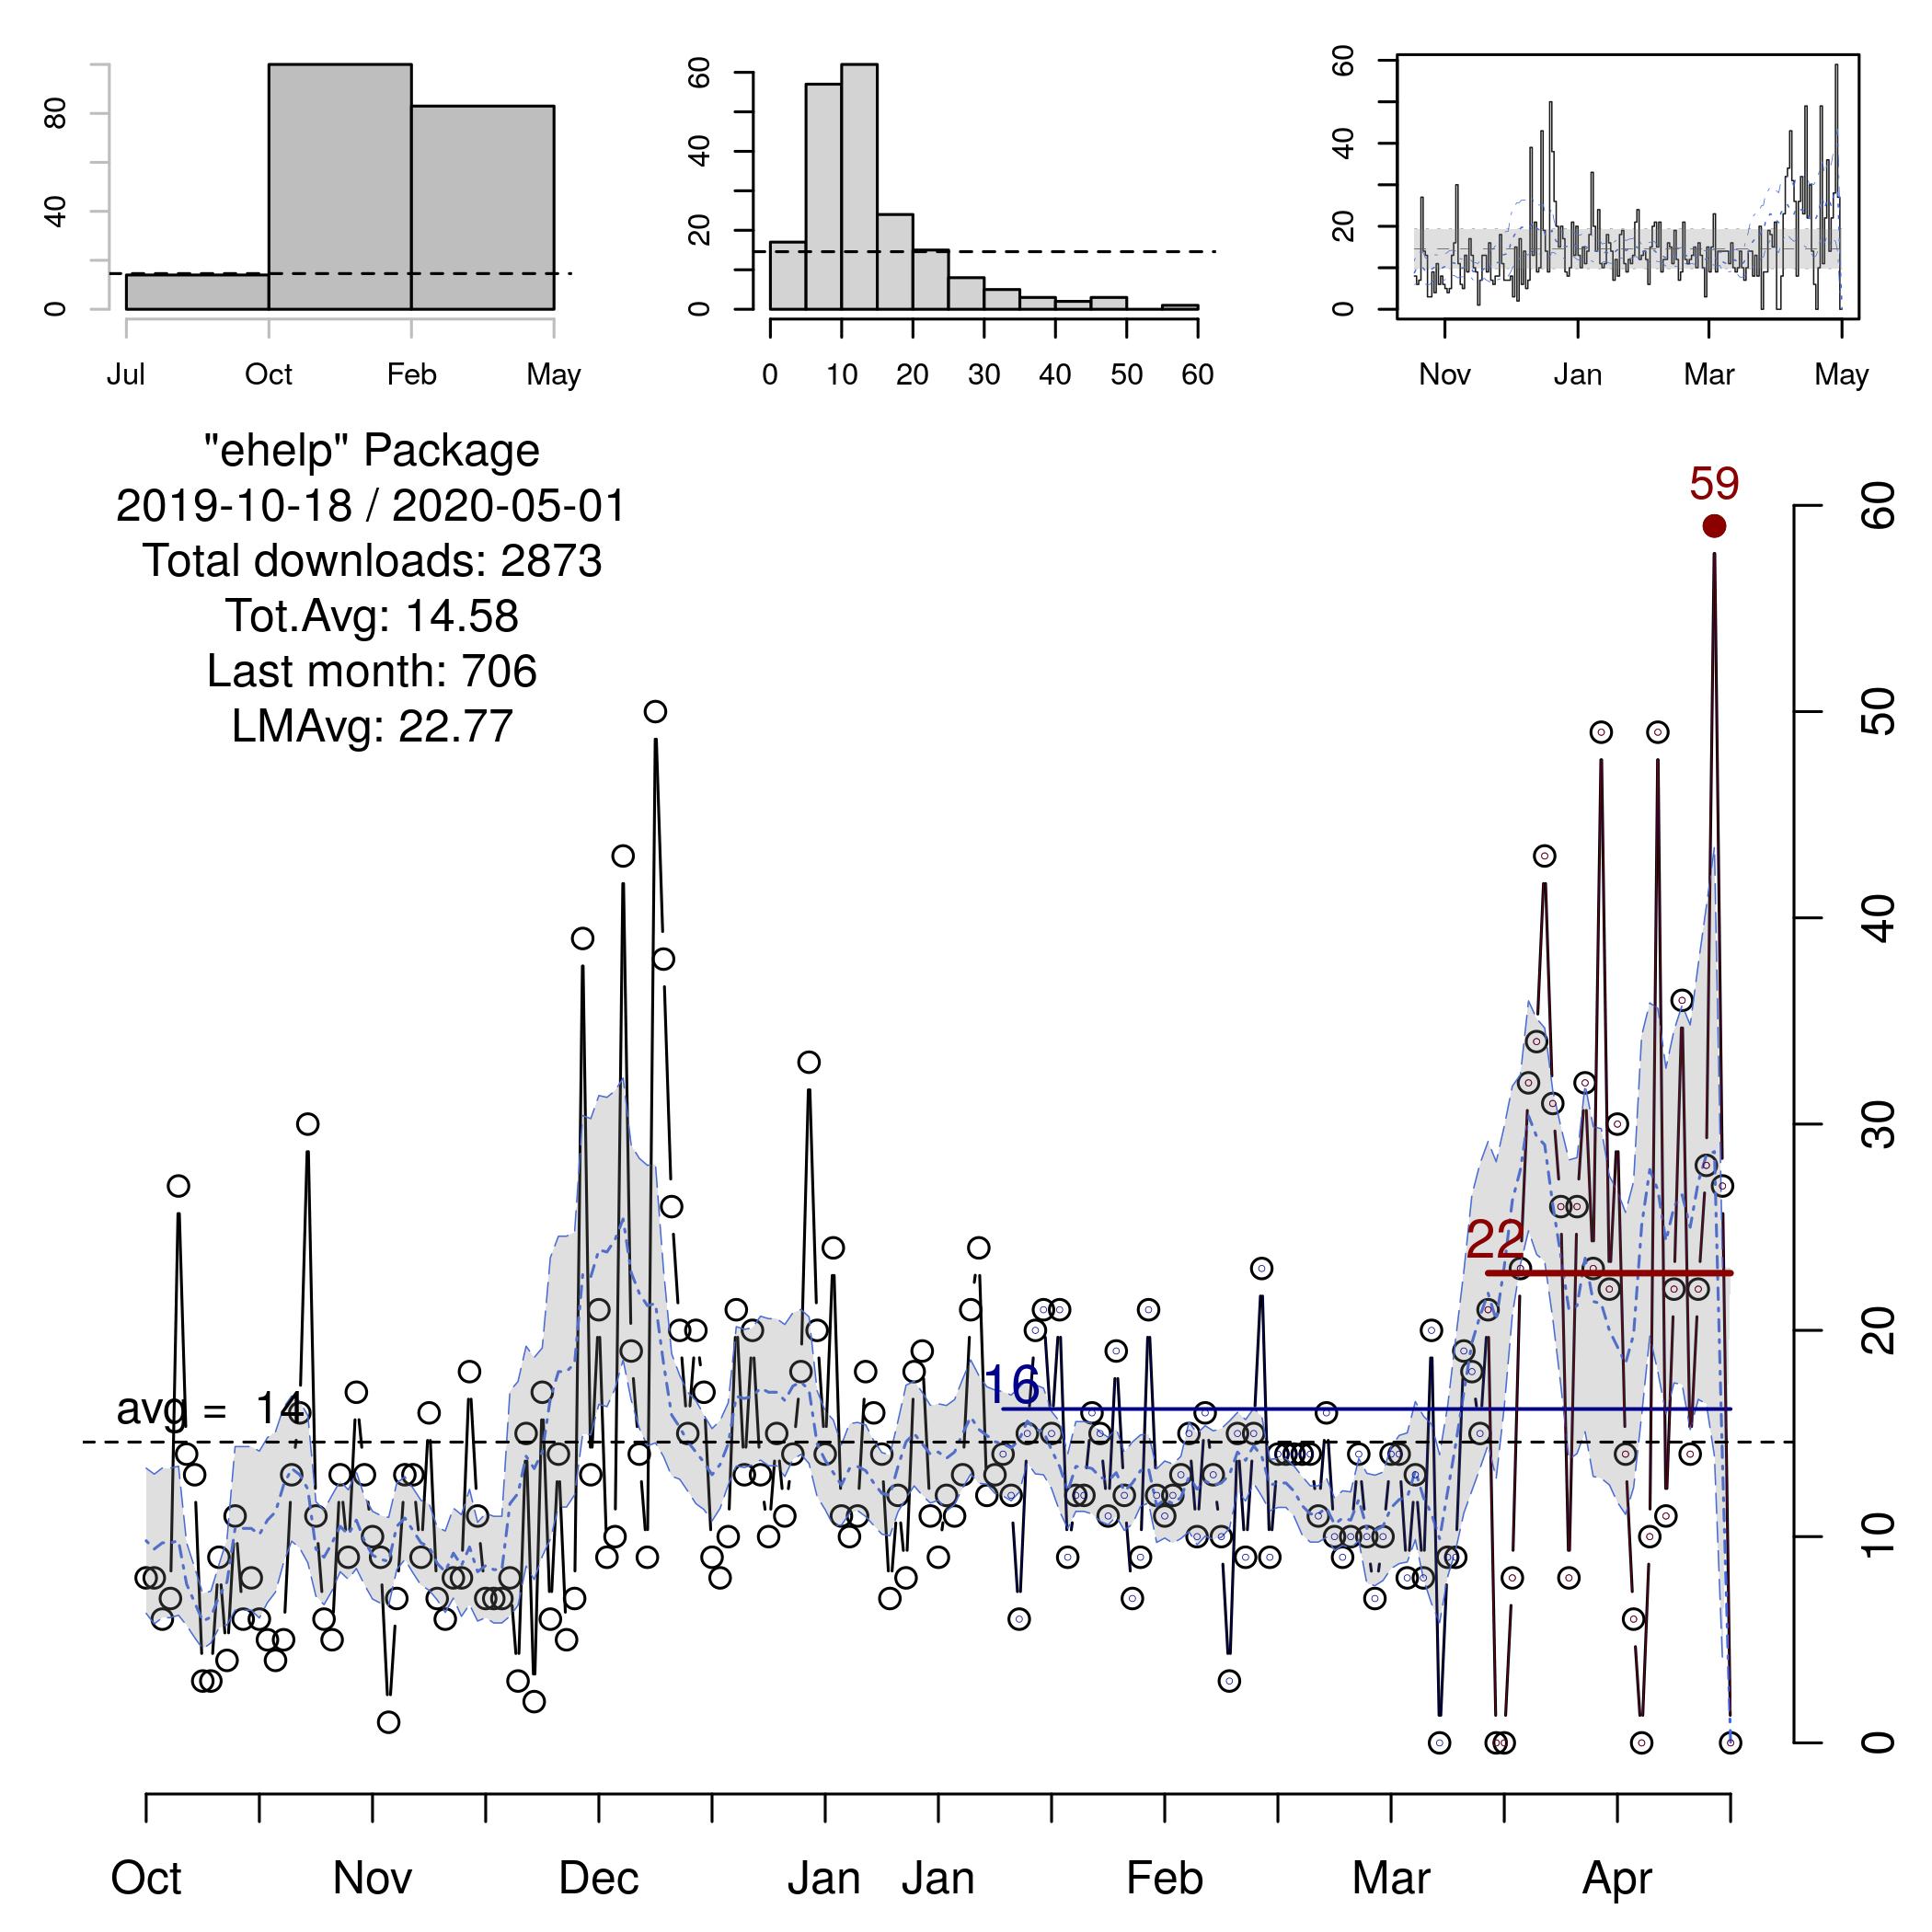 80
40
0
Jul Oct Feb May
60
40
20
0
0 10 20 30 40 50 60
60
40
20
0
Nov Jan Mar May
"ehelp" Package
2019-10-18 / 2020-05-01
Total downloads: 2873
Tot.Avg: 14.58
Last month: 706
LMAvg: 22.77
59
22
16
avg = 14
60
50
40
30
20
10
0
Oct Nov Dec Jan Jan Feb Mar Apr